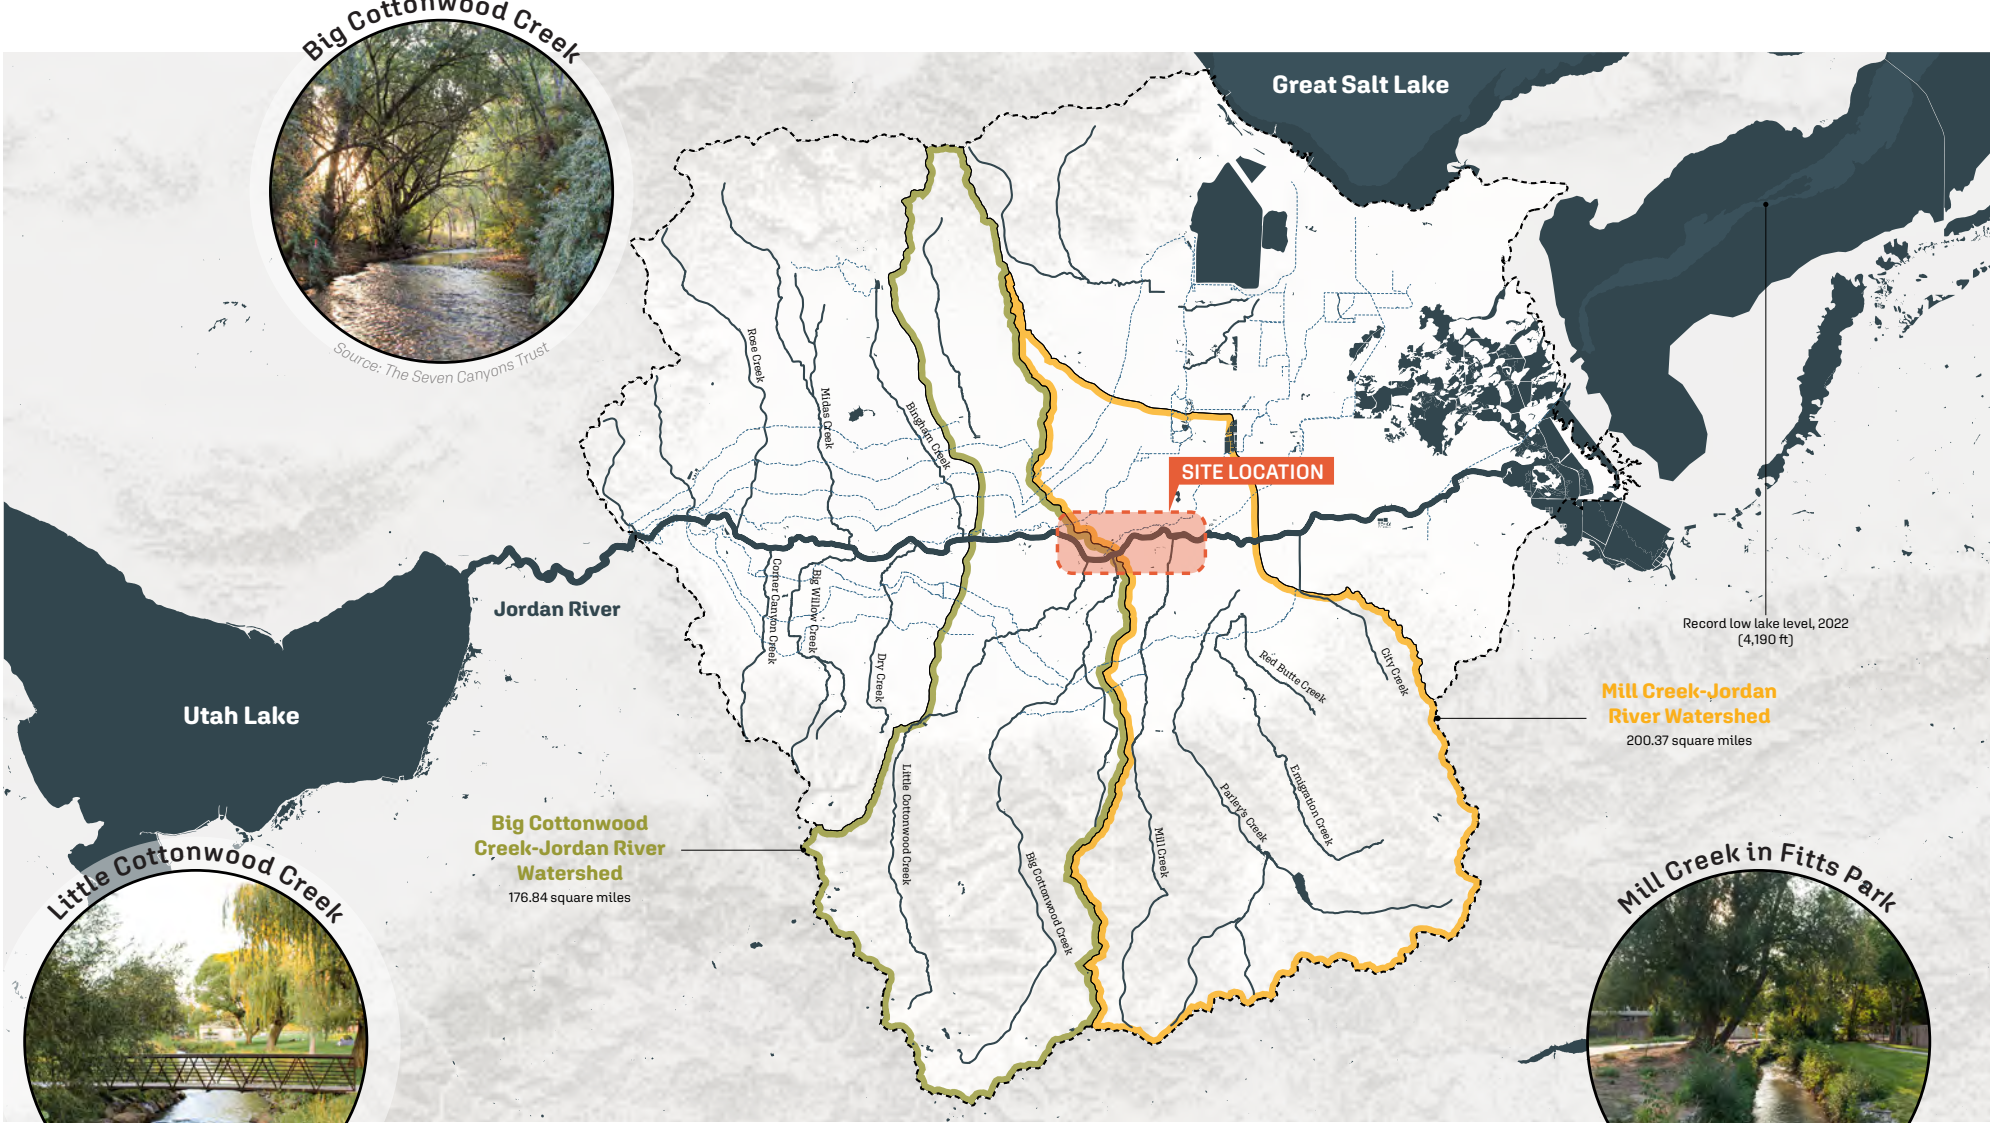 Big Cottonwood Creek
Source: The Seven Canyons Trust
Great Salt Lake
Rose Creek
Midas Creek
Bingham Creek
SITE LOCATION
Jordan River
Corner Canyon Creek
Big Willow Creek
Dry Creek
Red Butte Creek
City Creek
Record low lake level, 2022
(4,190 ft)
Utah Lake
Mill Creek-Jordan
River Watershed
200.37 square miles
Big Cottonwood
Creek-Jordan River
Watershed
176.84 square miles
Little Cottonwood Creek
Big Cottonwood Creek
Mill Creek
Parley's Creek
Emigration Creek
Little Cottonwood Creek
Mill Creek in Fitts Park